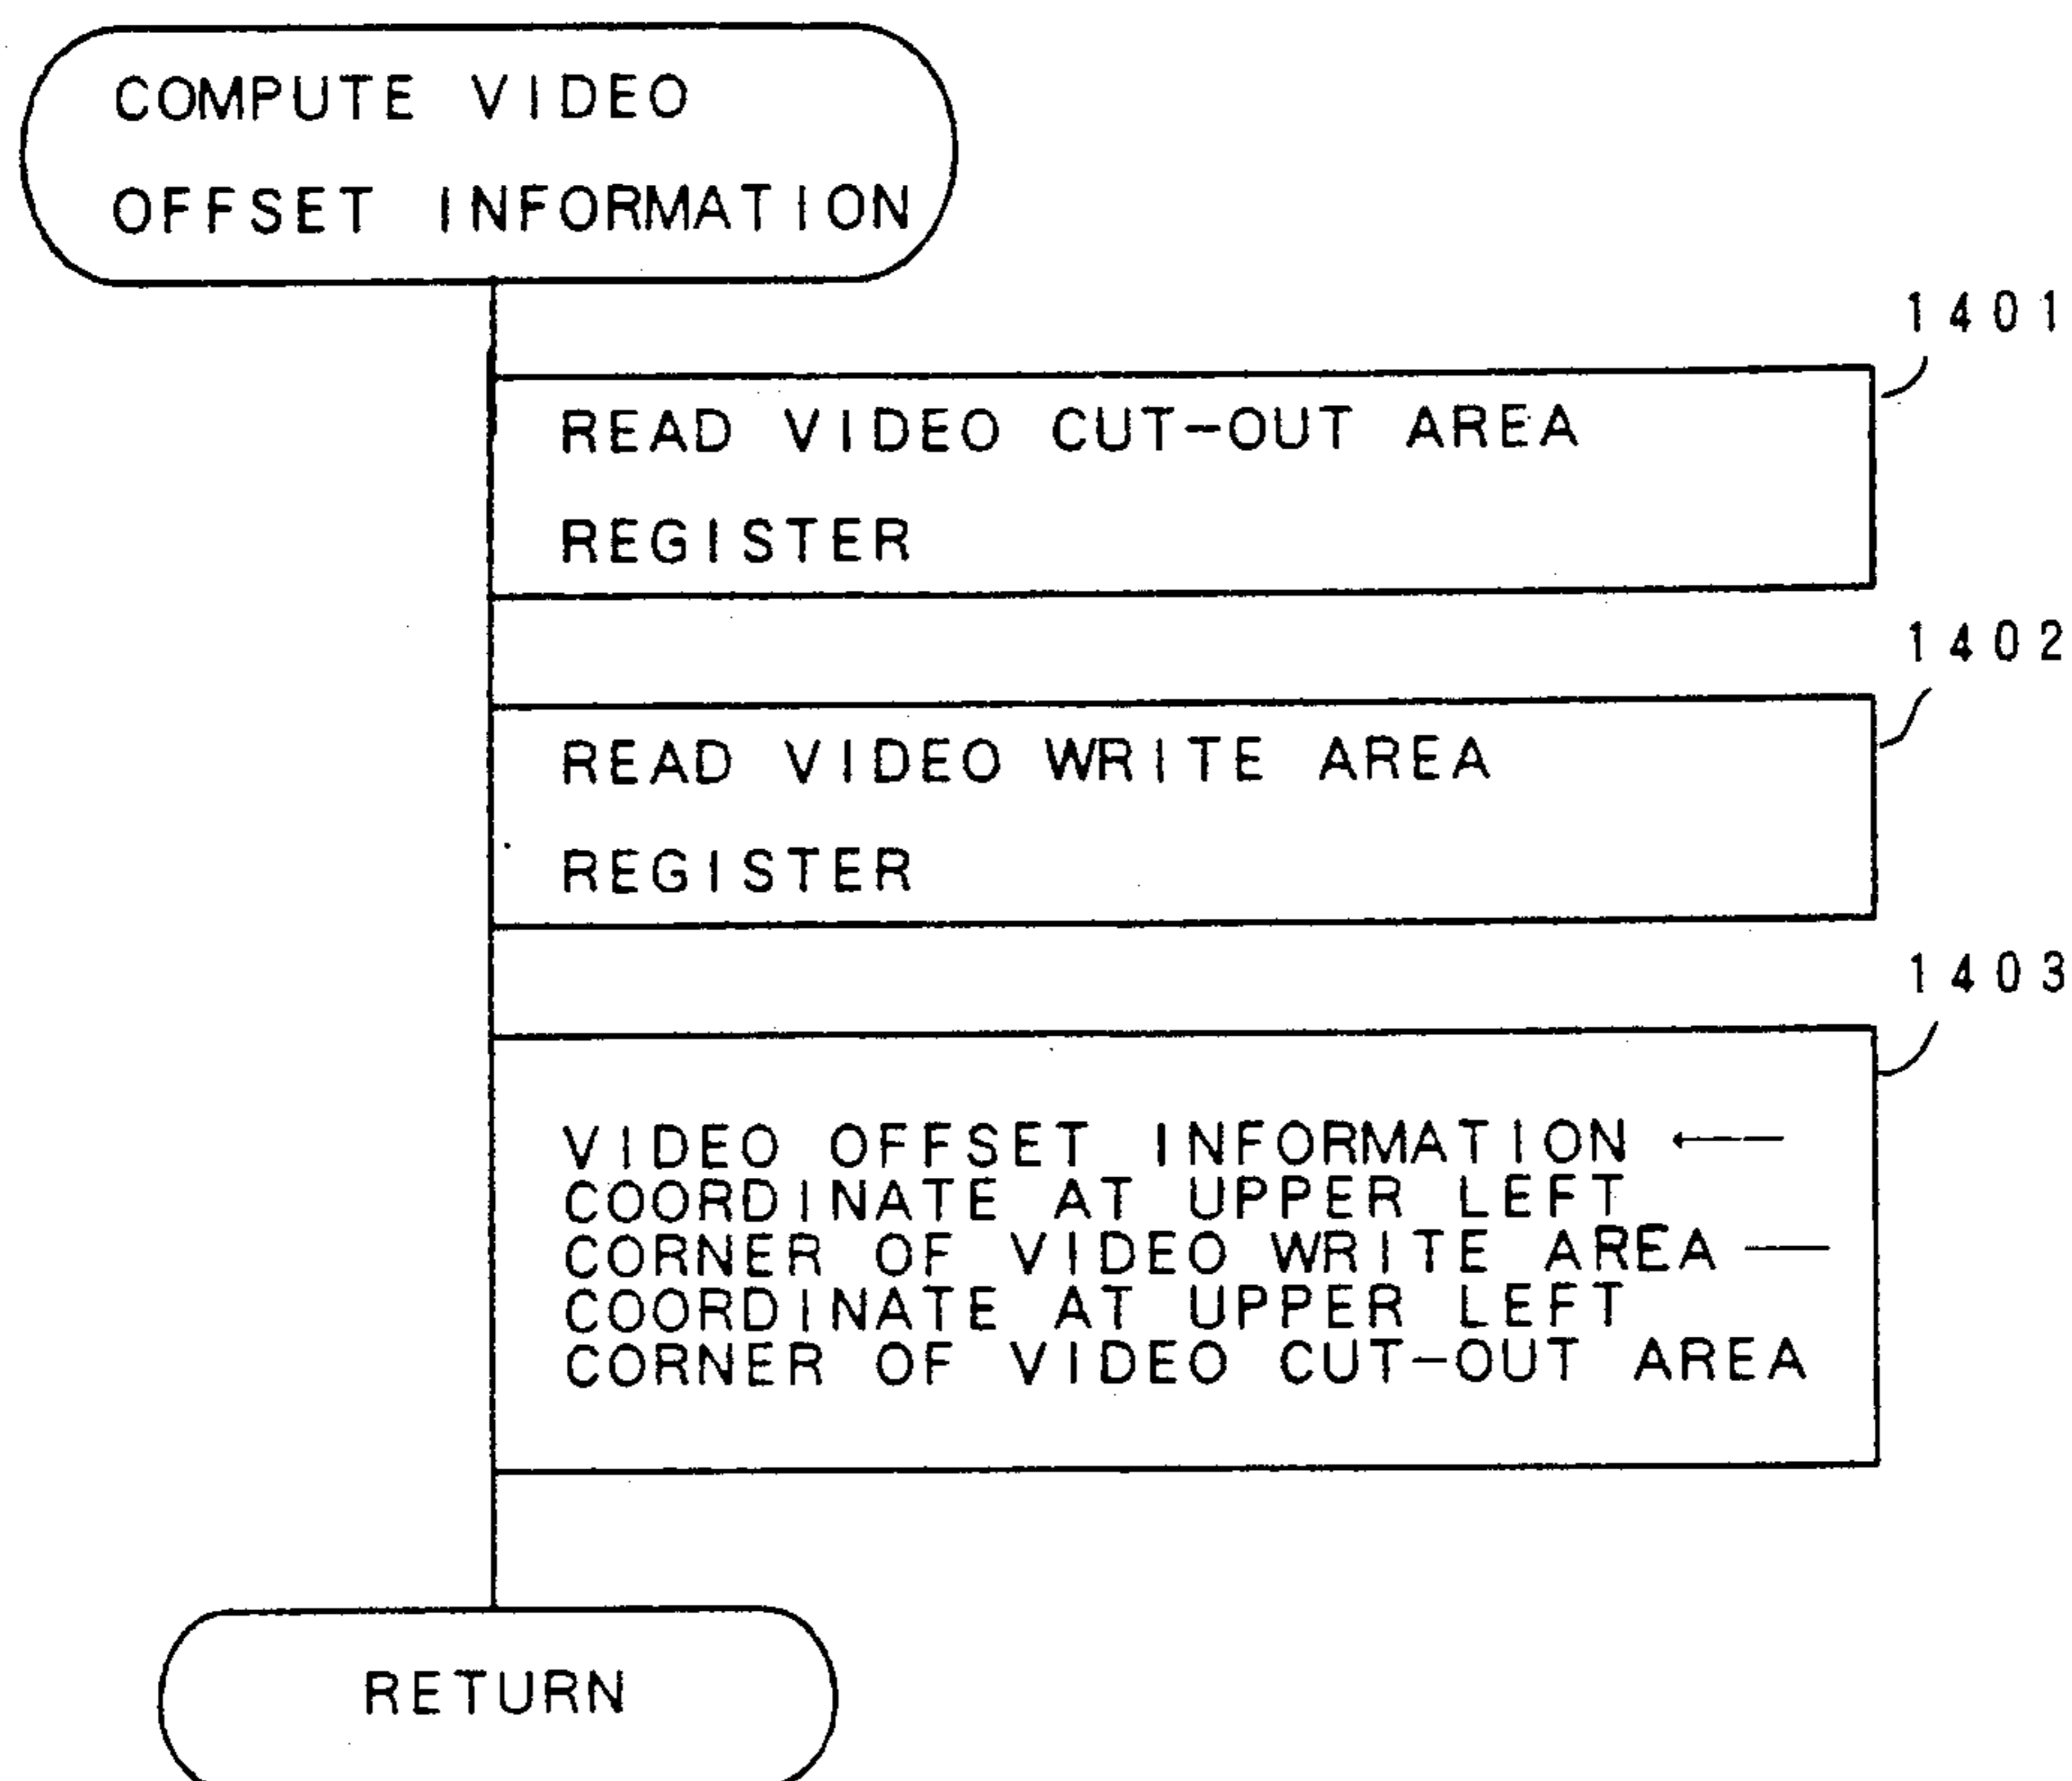 COMPUTE VIDEO
OFFSET INFORMATION
1401
READ VIDEO CUT-OUT AREA
REGISTER
1402
READ VIDEO WRITE AREA
REGISTER
1403
VIDEO OFFSET INFORMATION ←
COORDINATE AT UPPER LEFT
CORNER OF VIDEO WRITE AREA —
COORDINATE AT UPPER LEFT
CORNER OF VIDEO CUT-OUT AREA
RETURN